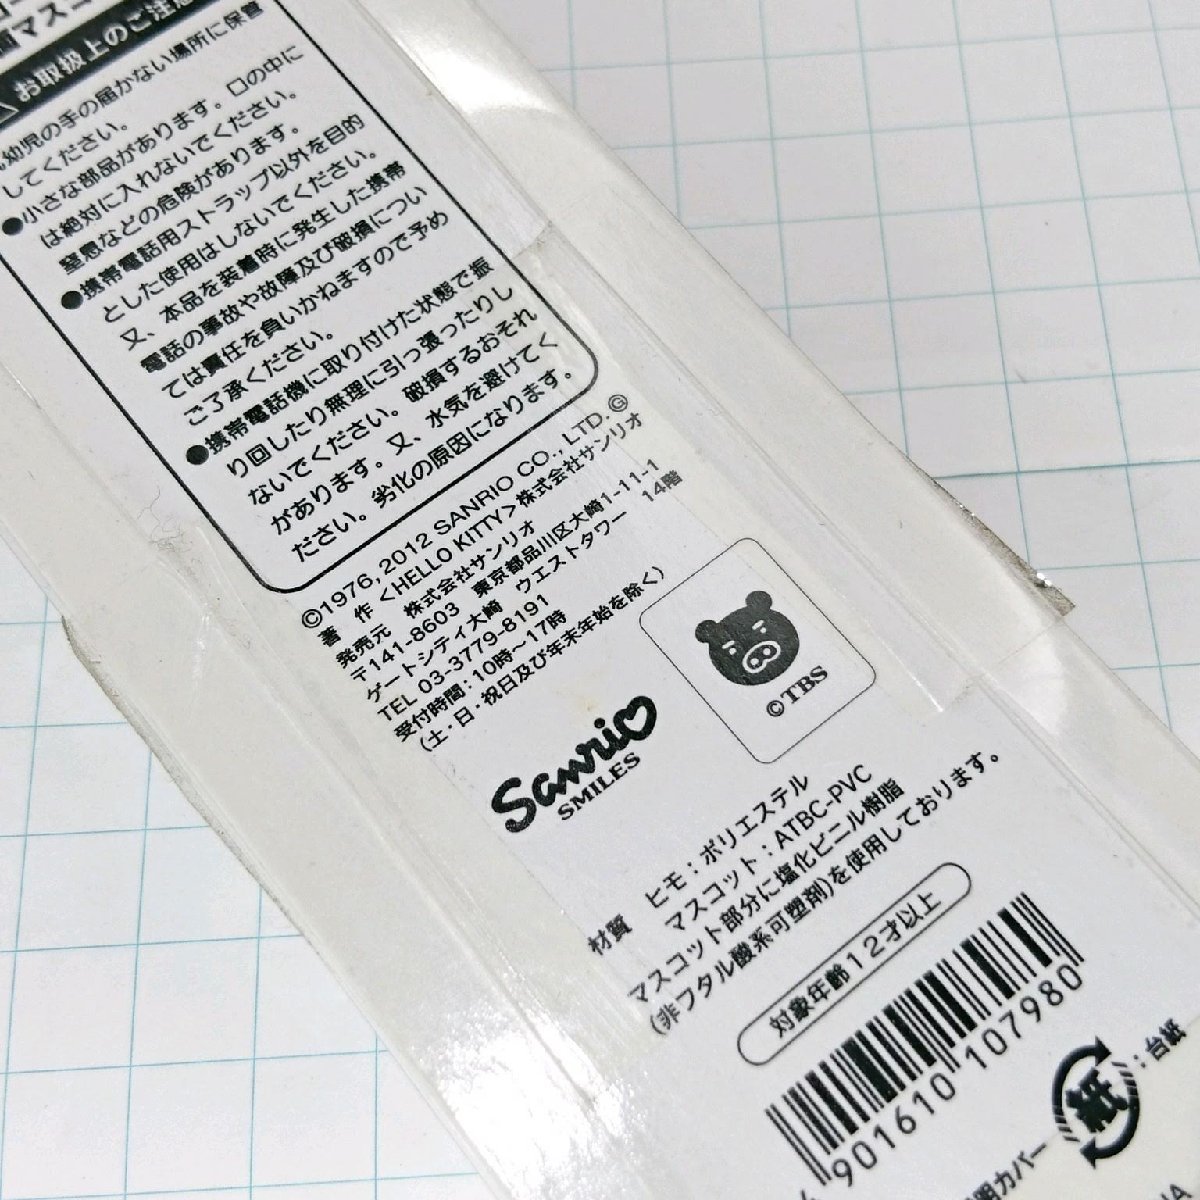 お取扱上のご注意
幼児の手の届かない場所に保管
してください。
●小さな部品があります。口の中に
は絶対に入れないでください。
窒息などの危険があります。
●携帯電話用ストラップ以外を目的
とした使用はしないでください。
又、本品を装着時に発生した携帯
電話の事故や故障及び破損につい
ては責任を負いかねますので予め
ご了承ください。
●携帯電話機に取り付けた状態で振
り回したり無理に引っ張ったりし
ないでください。破損するおそれ
があります。又、水気を避けてく
ださい。劣化の原因になります。
©1976, 2012 SANRIO CO., LTD. Ⓖ
著 作 <HELLO KITTY> 株式会社サンリオ
発売元 株式会社サンリオ
〒141-8603 東京都品川区大崎1-11-1
ゲートシティ大崎 ウエストタワー 14階
TEL 03-3779-8191
受付時間:10時～17時
(土・日・祝日及び年末年始を除く)
Sanrio
SMILES
©TBS
材質 ヒモ:ポリエステル
マスコット:ATBC-PVC
マスコット部分に塩化ビニル樹脂
(非フタル酸系可塑剤)を使用しております。
対象年齢12才以上
901610 107980
紙:台紙
明カバー